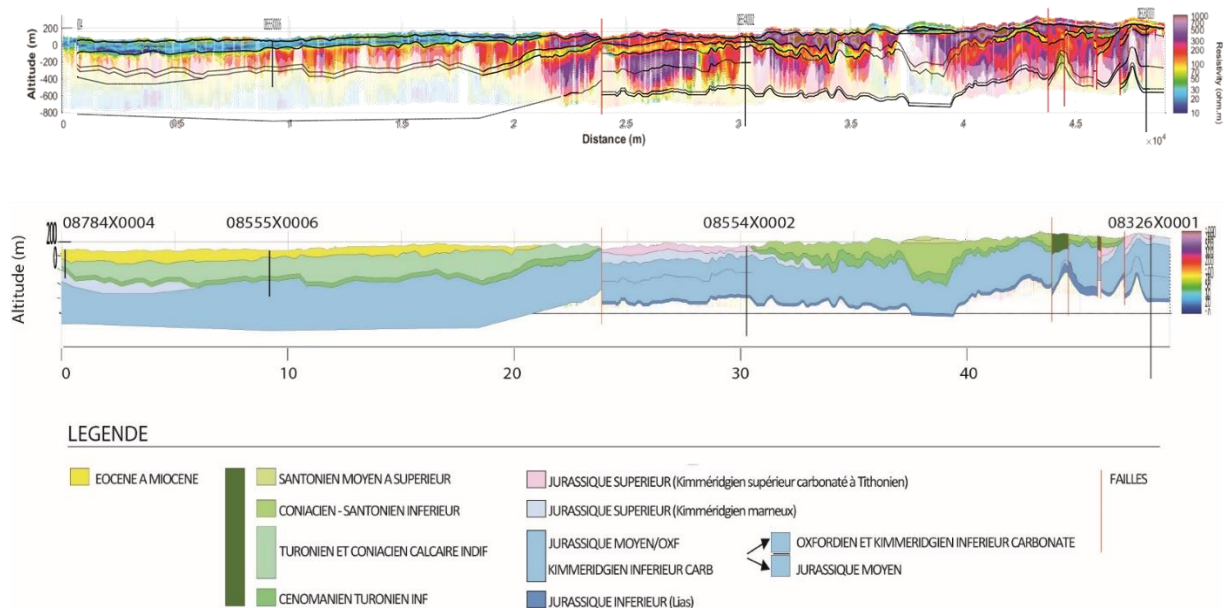 08555X0006
200
0
-200
-400
-600
-800
Altitude (m)
0
0.5
1
1.5
2
2.5
3
3.5
4
4.5
× 10⁴
Distance (m)
1000
700
500
300
200
100
70
50
30
20
10
Resistivity (ohm.m)
08784X0004
08555X0006
08554X0002
08326X0001
200
0
Altitude (m)
0
10
20
30
40
LEGENDE
EOCENE A MIOCENE
SANTONIEN MOYEN A SUPERIEUR
CONIACIEN - SANTONIEN INFERIEUR
TURONIEN ET CONIACIEN CALCAIRE INDIF
CENOMANIEN TURONIEN INF
JURASSIQUE SUPERIEUR (Kimméridgien supérieur carbonaté à Tithonien)
JURASSIQUE SUPERIEUR (Kimméridgien marneux)
JURASSIQUE MOYEN/OXF
KIMMERIDGIEN INFERIEUR CARB
OXFORDIEN ET KIMMERIDGIEN INFERIEUR CARBONATE
JURASSIQUE MOYEN
JURASSIQUE INFERIEUR (Lias)
FAILLES